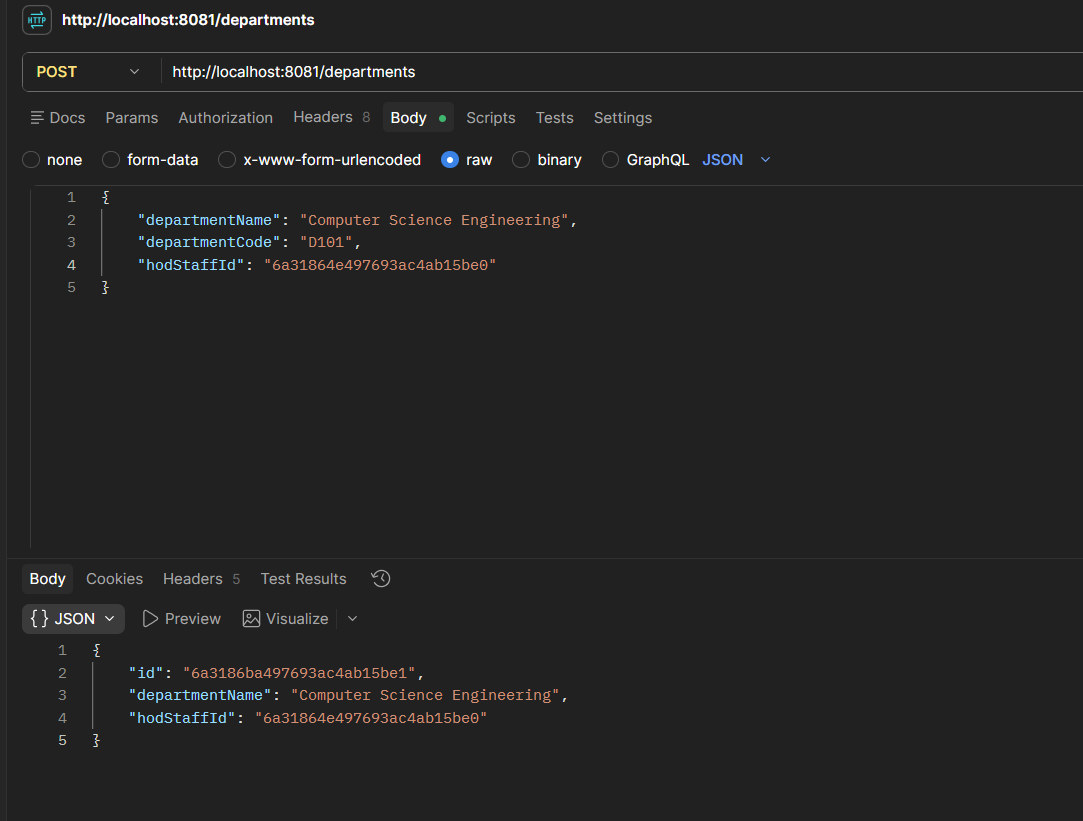 HTTP http://localhost:8081/departments
POST http://localhost:8081/departments
Docs Params Authorization Headers 8 Body Scripts Tests Settings
none form-data x-www-form-urlencoded raw binary GraphQL JSON
1 {
2 "departmentName": "Computer Science Engineering",
3 "departmentCode": "D101",
4 "hodStaffId": "6a31864e497693ac4ab15be0"
5 }
Body Cookies Headers 5 Test Results
{} JSON Preview Visualize
1 {
2 "id": "6a3186ba497693ac4ab15be1",
3 "departmentName": "Computer Science Engineering",
4 "hodStaffId": "6a31864e497693ac4ab15be0"
5 }